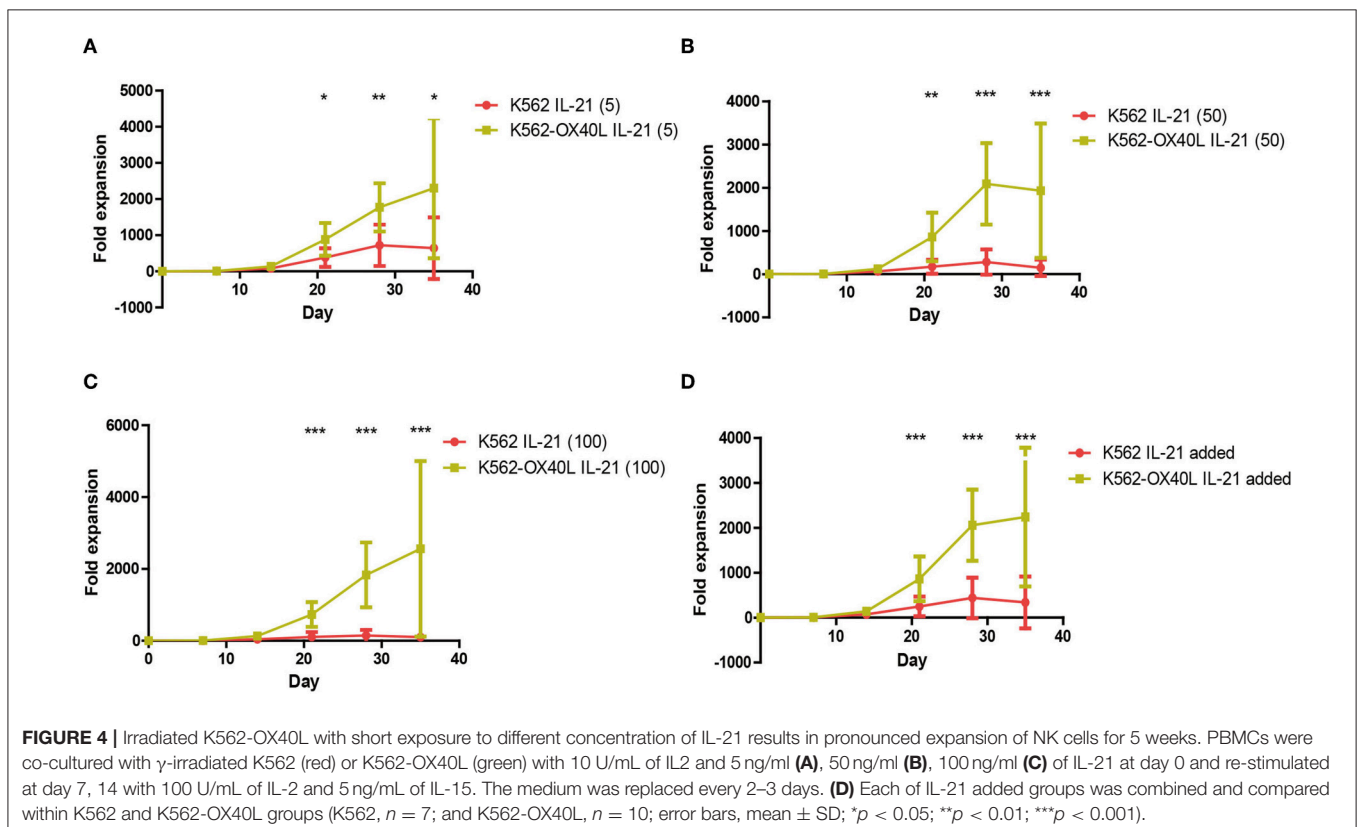 A
5000
4000
3000
2000
1000
0
-1000
Fold expansion
10
20
30
40
Day
*
**
*
K562 IL-21 (5)
K562-OX40L IL-21 (5)
B
4000
3000
2000
1000
0
-1000
Fold expansion
10
20
30
40
Day
**
***
***
K562 IL-21 (50)
K562-OX40L IL-21 (50)
C
6000
4000
2000
0
Fold expansion
0
10
20
30
40
Day
***
***
***
K562 IL-21 (100)
K562-OX40L IL-21 (100)
D
4000
3000
2000
1000
0
-1000
Fold expansion
10
20
30
40
Day
***
***
***
K562 IL-21 added
K562-OX40L IL-21 added
FIGURE 4 | Irradiated K562-OX40L with short exposure to different concentration of IL-21 results in pronounced expansion of NK cells for 5 weeks. PBMCs were
co-cultured with γ-irradiated K562 (red) or K562-OX40L (green) with 10 U/mL of IL2 and 5 ng/ml (A), 50 ng/ml (B), 100 ng/ml (C) of IL-21 at day 0 and re-stimulated
at day 7, 14 with 100 U/mL of IL-2 and 5 ng/mL of IL-15. The medium was replaced every 2–3 days. (D) Each of IL-21 added groups was combined and compared
within K562 and K562-OX40L groups (K562, n = 7; and K562-OX40L, n = 10; error bars, mean ± SD; *p < 0.05; **p < 0.01; ***p < 0.001).